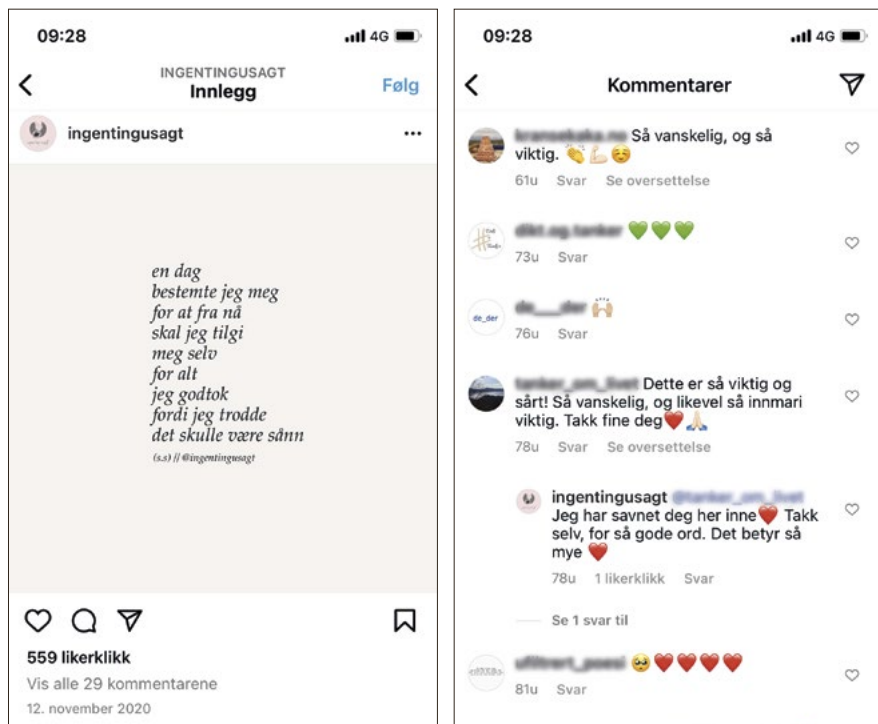 09:28
4G
INGENTINGUSAGT
Innlegg
Følg
ingentingusagt
en dag
bestemte jeg meg
for at fra nå
skal jeg tilgi
meg selv
for alt
jeg godtok
fordi jeg trodde
det skulle være sånn
(s.s) // @ingentingusagt
559 likerklikk
Vis alle 29 kommentarene
12. november 2020
09:28
4G
Kommentarer
Så vanskelig, og så
viktig. 👏🏼💪🏻☺️
61u Svar Se oversettelse
💚💚💚
73u Svar
de_der
🙌🏼
76u Svar
Dette er så viktig og
sårt! Så vanskelig, og likevel så innmari
viktig. Takk fine deg❤️🙏🏻
78u Svar Se oversettelse
ingentingusagt
Jeg har savnet deg her inne❤️ Takk
selv, for så gode ord. Det betyr så
mye ❤️
78u 1 likerklikk Svar
Se 1 svar til
🥺❤️❤️❤️❤️
81u Svar